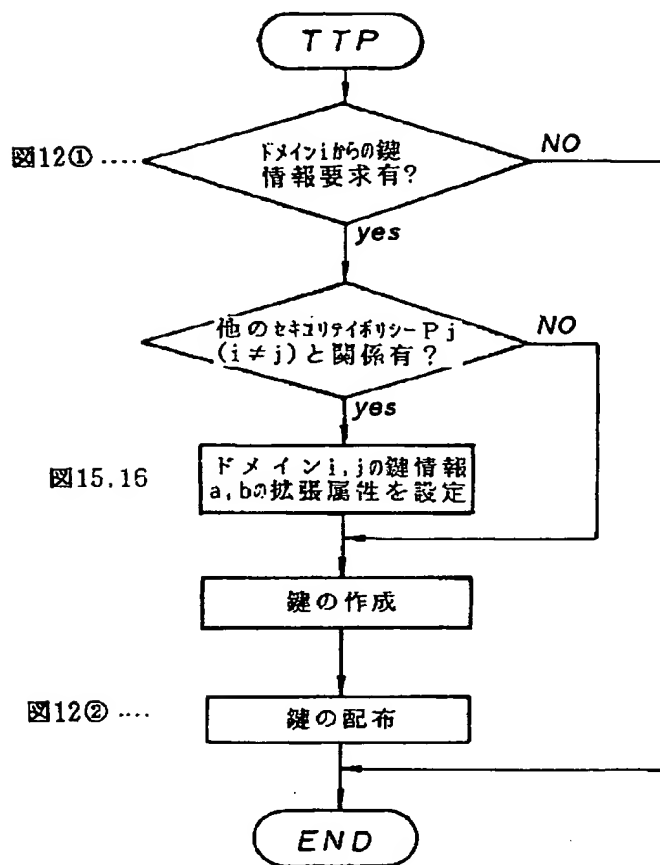 TTP
図12① ････
ドメインiからの鍵
情報要求有?
NO
yes
他のセキュリテイポリシーPj
(i≠j)と関係有?
NO
yes
図15.16
ドメインi,jの鍵情報
a,bの拡張属性を設定
鍵の作成
図12② ････
鍵の配布
END